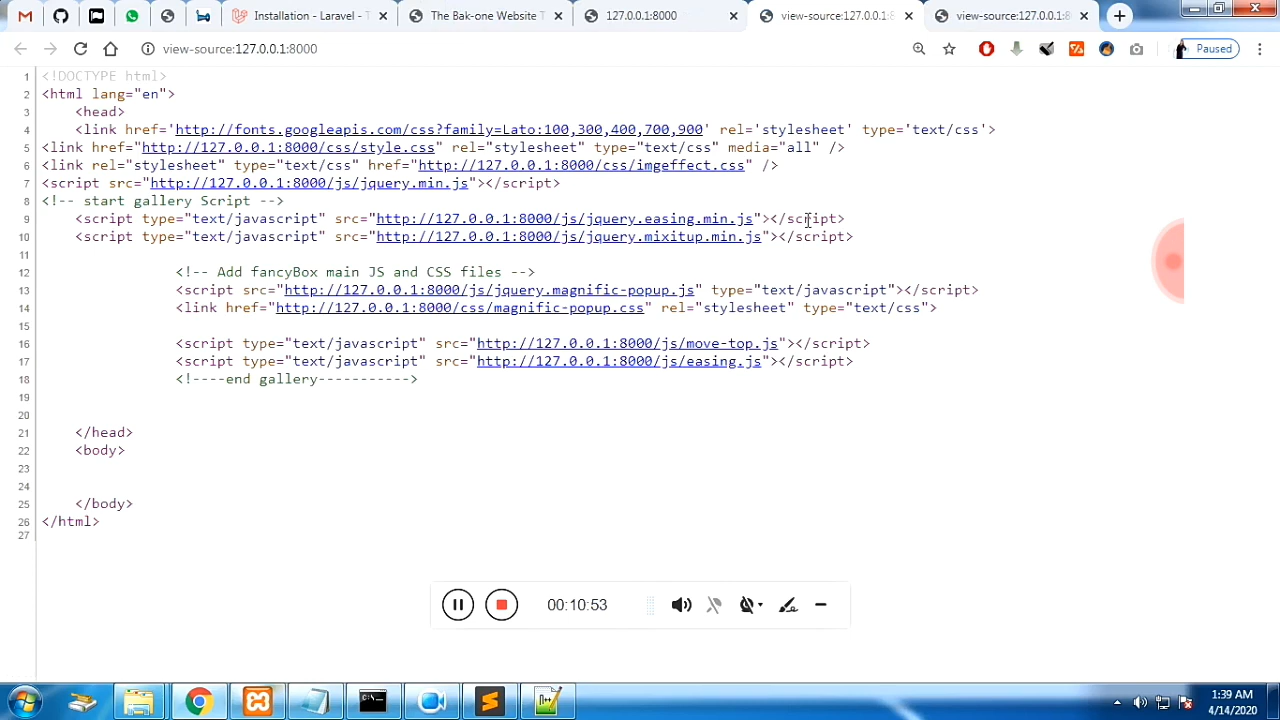 Installation - Laravel - T
The Bak-one Website T
127.0.0.1:8000
view-source:127.0.0.1:8
view-source:127.0.0.1:8
view-source:127.0.0.1:8000
Paused
1 <!DOCTYPE html>
2 <html lang="en">
3 <head>
4 <link href='http://fonts.googleapis.com/css?family=Lato:100,300,400,700,900' rel='stylesheet' type='text/css'>
5 <link href="http://127.0.0.1:8000/css/style.css" rel="stylesheet" type="text/css" media="all" />
6 <link rel="stylesheet" type="text/css" href="http://127.0.0.1:8000/css/imgeffect.css" />
7 <script src="http://127.0.0.1:8000/js/jquery.min.js"></script>
8 <!-- start gallery Script -->
9 <script type="text/javascript" src="http://127.0.0.1:8000/js/jquery.easing.min.js"></script>
10 <script type="text/javascript" src="http://127.0.0.1:8000/js/jquery.mixitup.min.js"></script>
11
12 <!-- Add fancyBox main JS and CSS files -->
13 <script src="http://127.0.0.1:8000/js/jquery.magnific-popup.js" type="text/javascript"></script>
14 <link href="http://127.0.0.1:8000/css/magnific-popup.css" rel="stylesheet" type="text/css">
15
16 <script type="text/javascript" src="http://127.0.0.1:8000/js/move-top.js"></script>
17 <script type="text/javascript" src="http://127.0.0.1:8000/js/easing.js"></script>
18 <!----end gallery----------->
19
20
21 </head>
22 <body>
23
24
25 </body>
26 </html>
27
00:10:53
1:39 AM
4/14/2020